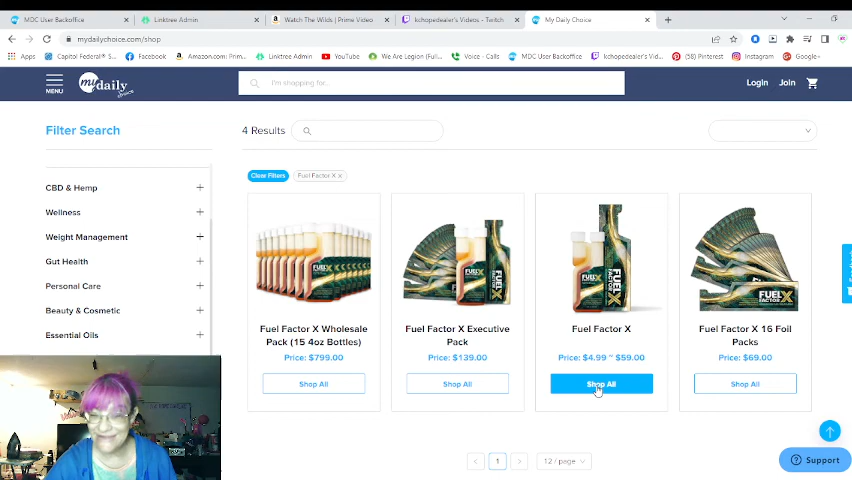 MDC User Backoffice
Linktree Admin
Watch The Wilds | Prime Video
kchopedealer's Videos - Twitch
My Daily Choice
mydailychoice.com/shop
Apps
Capitol Federal® S...
Facebook
Amazon.com: Prim...
Linktree Admin
YouTube
We Are Legion (Full...
Voice - Calls
MDC User Backoffice
kchopedealer's Vid...
(58) Pinterest
Instagram
Google+
MENU
my daily choice
I'm shopping for..
Login
Join
Filter Search
4 Results
Clear Filters
Fuel Factor X
CBD & Hemp
Wellness
Weight Management
Gut Health
Personal Care
Beauty & Cosmetic
Essential Oils
Fuel Factor X Wholesale
Pack (15 4oz Bottles)
Price: $799.00
Shop All
Fuel Factor X Executive
Pack
Price: $139.00
Shop All
Fuel Factor X
Price: $4.99 ~ $59.00
Shop All
Fuel Factor X 16 Foil
Packs
Price: $69.00
Shop All
1
12 / page
Support